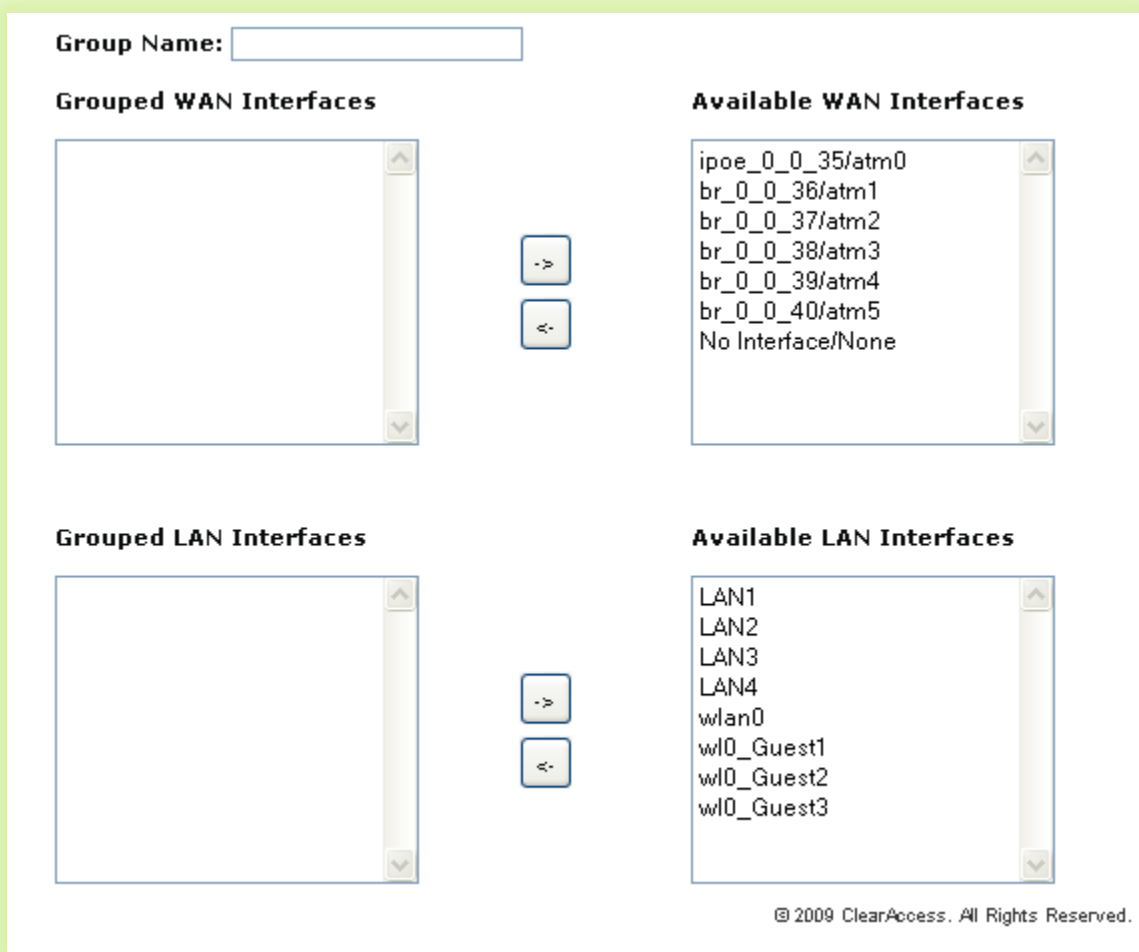 Group Name:
Grouped WAN Interfaces
Available WAN Interfaces
ipoe_0_0_35/atm0
br_0_0_36/atm1
br_0_0_37/atm2
br_0_0_38/atm3
br_0_0_39/atm4
br_0_0_40/atm5
No Interface/None
->
<-
Grouped LAN Interfaces
Available LAN Interfaces
LAN1
LAN2
LAN3
LAN4
wlan0
wl0_Guest1
wl0_Guest2
wl0_Guest3
->
<-
© 2009 ClearAccess. All Rights Reserved.